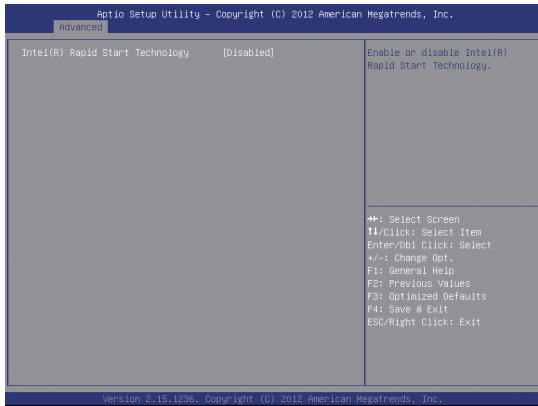 Aptio Setup Utility – Copyright (C) 2012 American Megatrends, Inc.
Advanced
Intel(R) Rapid Start Technology [Disabled]
Enable or disable Intel(R)
Rapid Start Technology.
→←: Select Screen
↑↓/Click: Select Item
Enter/Dbl Click: Select
+/-: Change Opt.
F1: General Help
F2: Previous Values
F3: Optimized Defaults
F4: Save & Exit
ESC/Right Click: Exit
Version 2.15.1236. Copyright (C) 2012 American Megatrends, Inc.